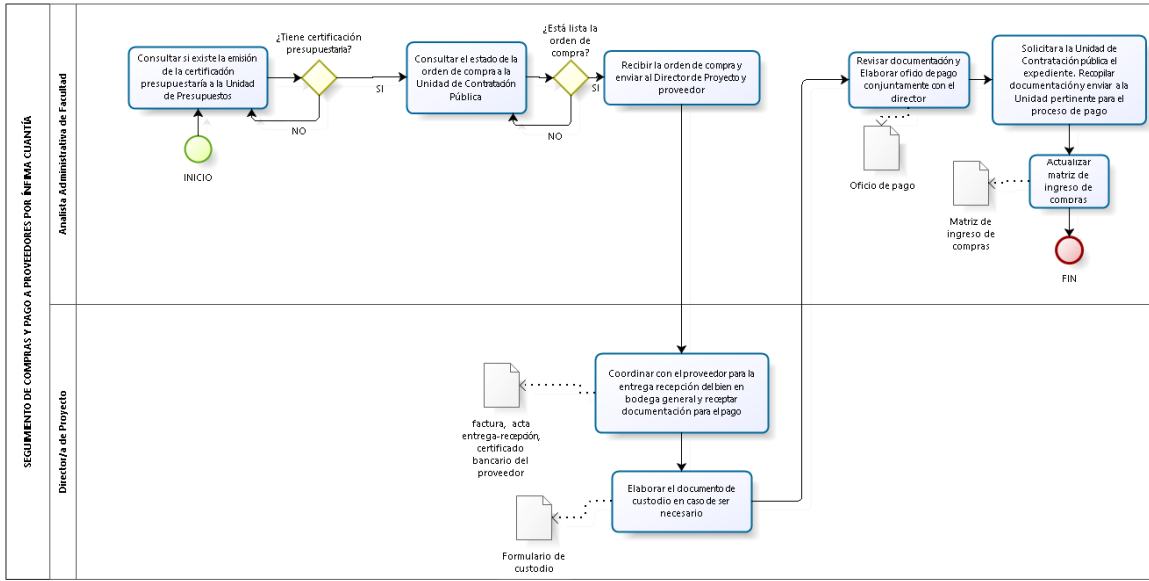 SEGUIMIENTO DE COMPRAS Y PAGO A PROVEEDORES POR ÍNFIMA CUANTÍA
Analista Administrativa de Facultad
Consultar si existe la emisión
de la certificación
presupuestaría a la Unidad
de Presupuestos
INICIO
¿Tiene certificación
presupuestaria?
NO
SI
Consultar el estado de la
orden de compra a la
Unidad de Contratación
Pública
¿Está lista la
orden de
compra?
NO
SI
Recibir la orden de compra y
enviar al Director de Proyecto y
proveedor
Revisar documentación y
Elaborar oficio de pago
conjuntamente con el
director
Oficio de pago
Solicitar a la Unidad de
Contratación pública el
expediente. Recopilar
documentación y enviar a la
Unidad pertinente para el
proceso de pago
Actualizar
matriz de
ingreso de
compras
Matriz de
ingreso de
compras
FIN
Director/a de Proyecto
Coordinar con el proveedor para la
entrega recepción del bien en
bodega general y receptar
documentación para el pago
factura, acta
entrega-recepción,
certificado
bancario del
proveedor
Elaborar el documento de
custodio en caso de ser
necesario
Formulario de
custodio